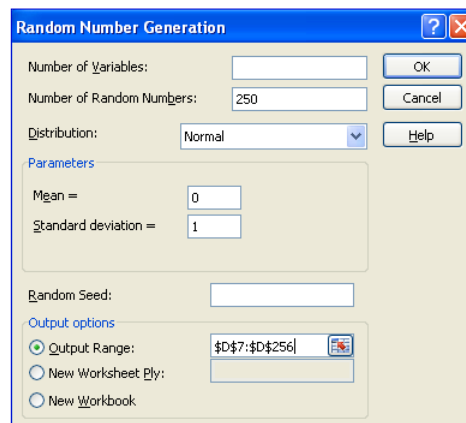 Random Number Generation
Number of Variables:
OK
Number of Random Numbers: 250
Cancel
Distribution: Normal
Help
Parameters
Mean = 0
Standard deviation = 1
Random Seed:
Output options
Output Range: $D$7:$D$256
New Worksheet Ply:
New Workbook